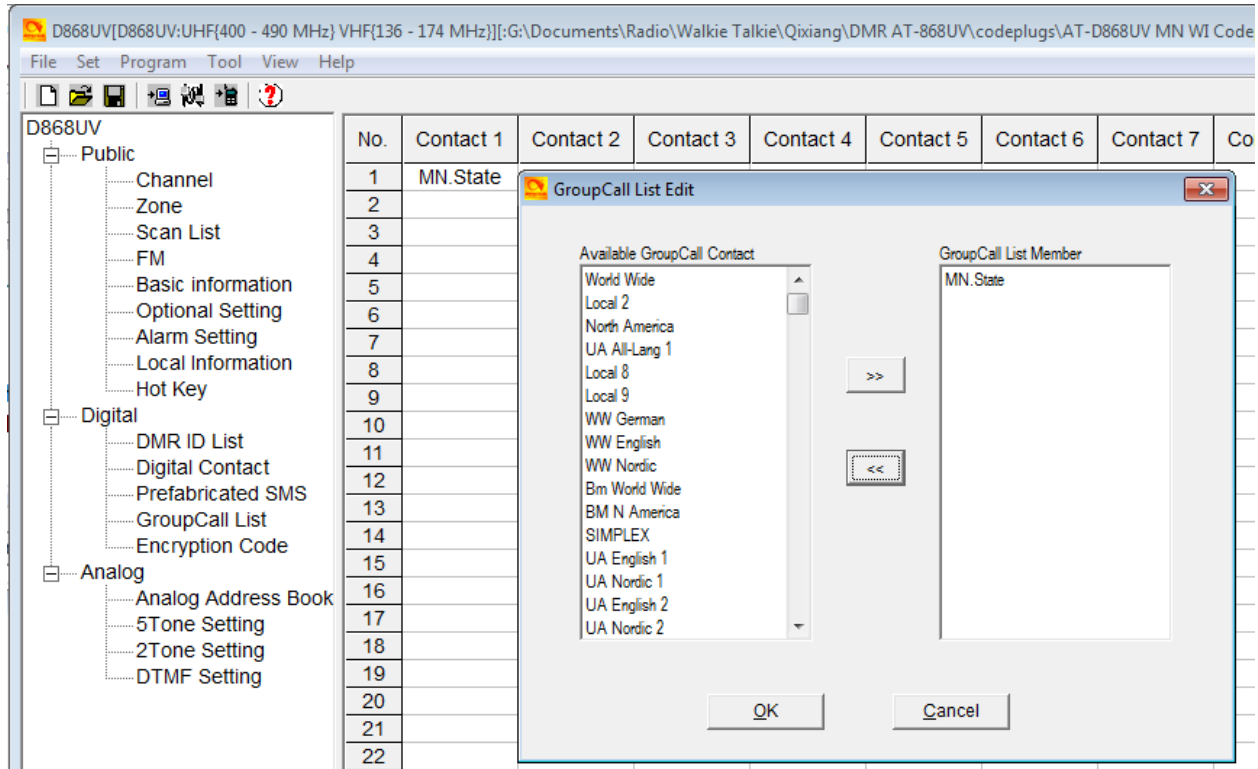 D868UV[D868UV:UHF{400 - 490 MHz} VHF{136 - 174 MHz}][:G:\Documents\Radio\Walkie Talkie\Qixiang\DMR AT-868UV\codeplugs\AT-D868UV MN WI Code
File Set Program Tool View Help
D868UV
Public
Channel
Zone
Scan List
FM
Basic information
Optional Setting
Alarm Setting
Local Information
Hot Key
Digital
DMR ID List
Digital Contact
Prefabricated SMS
GroupCall List
Encryption Code
Analog
Analog Address Book
5Tone Setting
2Tone Setting
DTMF Setting
No. Contact 1 Contact 2 Contact 3 Contact 4 Contact 5 Contact 6 Contact 7 Co
1 MN.State
2
3
4
5
6
7
8
9
10
11
12
13
14
15
16
17
18
19
20
21
22
GroupCall List Edit
Available GroupCall Contact
World Wide
Local 2
North America
UA All-Lang 1
Local 8
Local 9
WW German
WW English
WW Nordic
Bm World Wide
BM N America
SIMPLEX
UA English 1
UA Nordic 1
UA English 2
UA Nordic 2
>>
<<
GroupCall List Member
MN.State
OK Cancel